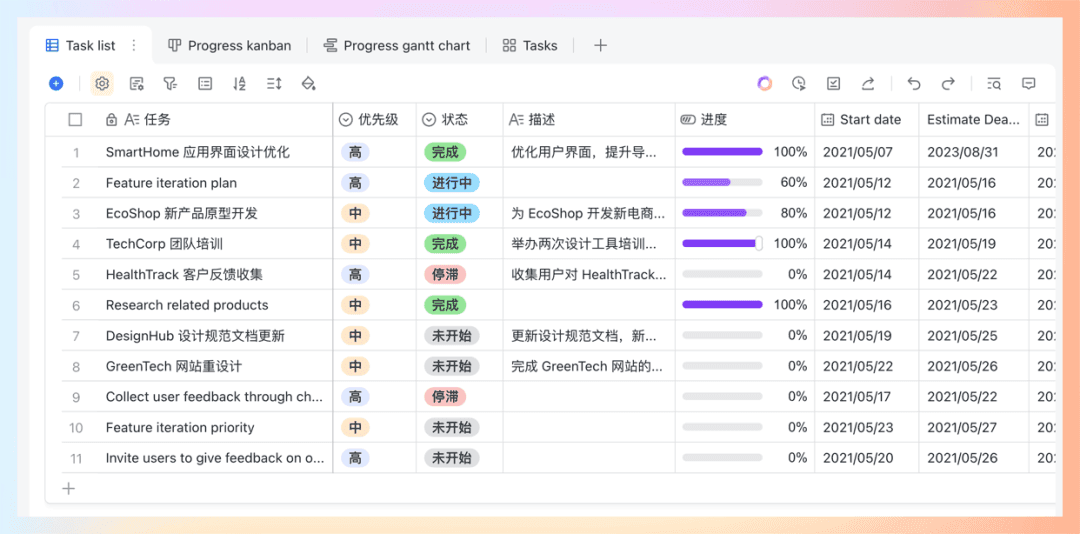 Task list Progress kanban Progress gantt chart Tasks
任务 优先级 状态 描述 进度 Start date Estimate Dea...
1 SmartHome 应用界面设计优化 高 完成 优化用户界面，提升导... 100% 2021/05/07 2023/08/31 202
2 Feature iteration plan 高 进行中 60% 2021/05/12 2021/05/16 202
3 EcoShop 新产品原型开发 中 进行中 为 EcoShop 开发新电商... 80% 2021/05/12 2021/05/16 202
4 TechCorp 团队培训 中 完成 举办两次设计工具培训... 100% 2021/05/14 2021/05/19 202
5 HealthTrack 客户反馈收集 高 停滞 收集用户对 HealthTrack... 0% 2021/05/14 2021/05/22 202
6 Research related products 中 完成 100% 2021/05/16 2021/05/23 202
7 DesignHub 设计规范文档更新 中 未开始 更新设计规范文档，新... 0% 2021/05/19 2021/05/25 202
8 GreenTech 网站重设计 中 未开始 完成 GreenTech 网站的... 0% 2021/05/22 2021/05/26 202
9 Collect user feedback through ch... 高 停滞 0% 2021/05/17 2021/05/22 202
10 Feature iteration priority 中 未开始 0% 2021/05/23 2021/05/27 202
11 Invite users to give feedback on o... 高 未开始 0% 2021/05/20 2021/05/26 202